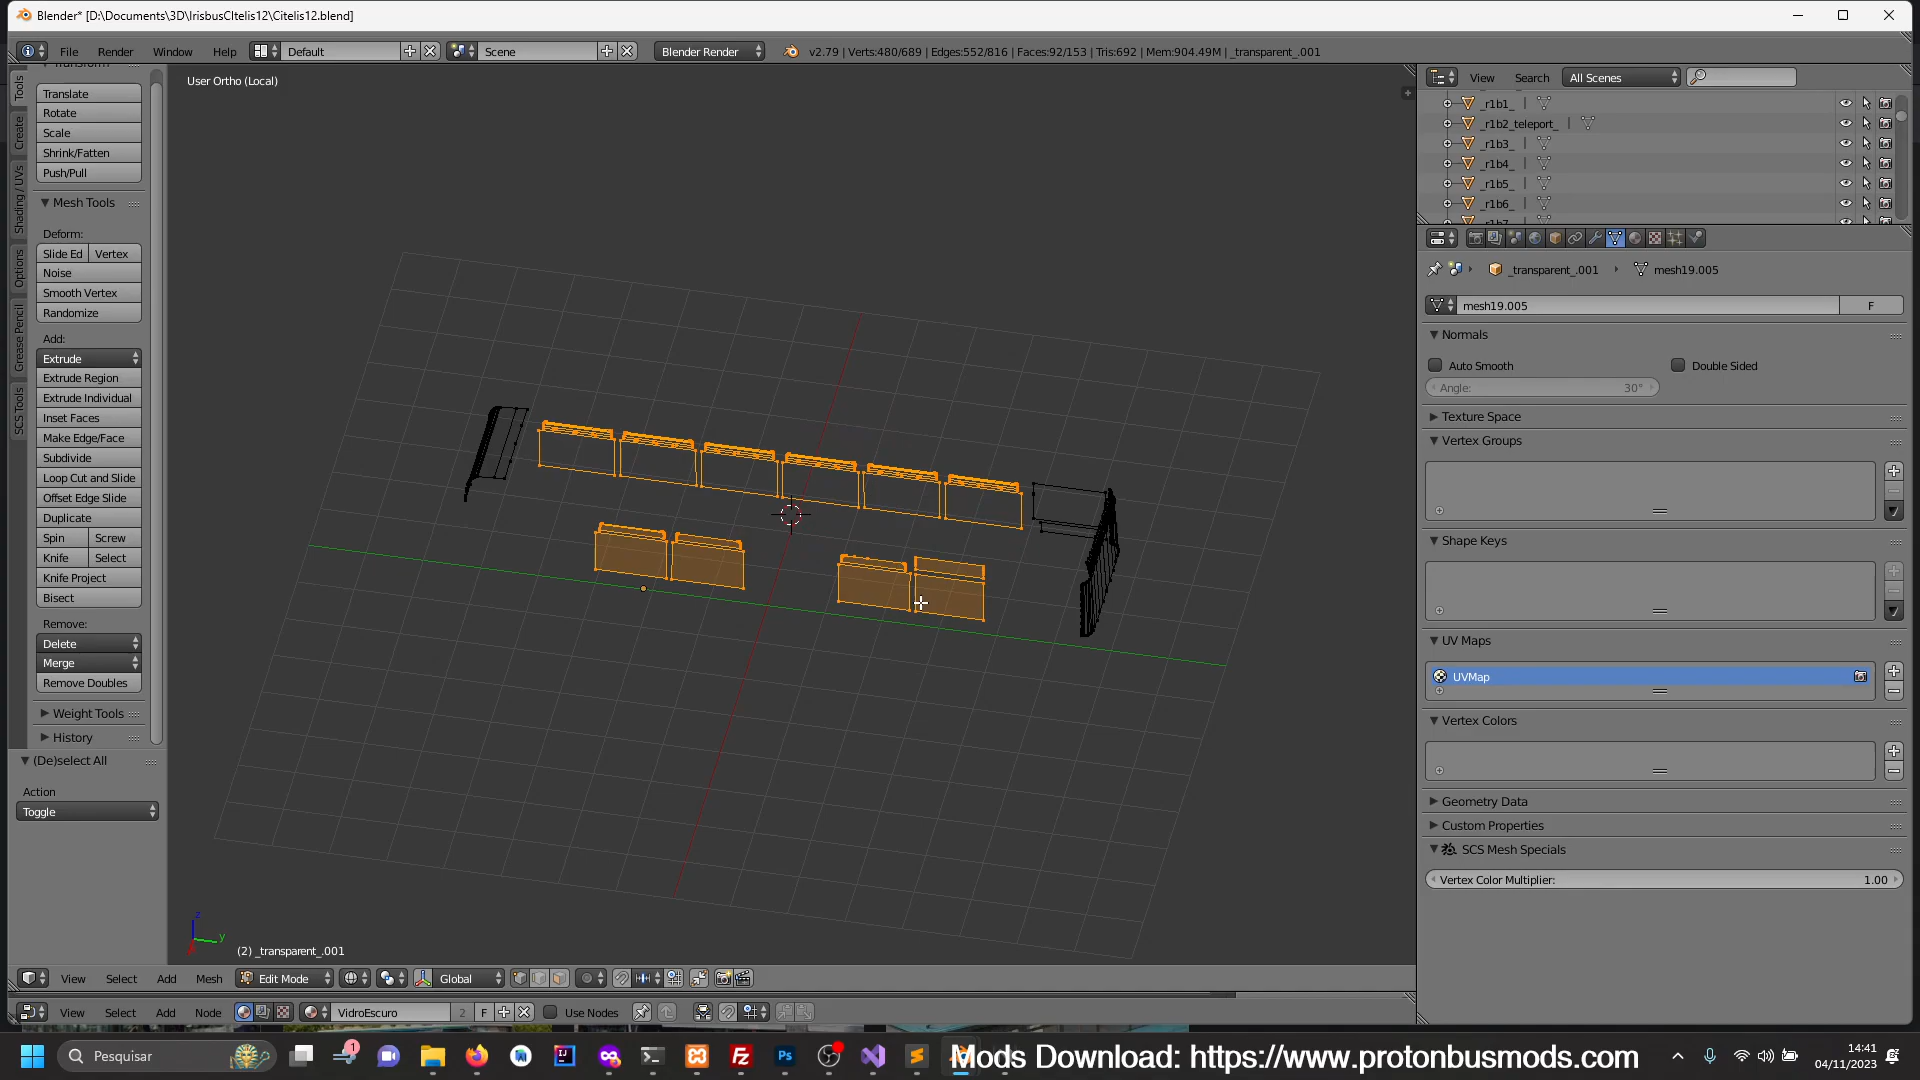 Blender* [D:\Documents\3D\IrisbusCItelis12\Citelis12.blend]
File Render Window Help Default Scene Blender Render v2.79 | Verts:480/689 | Edges:552/816 | Faces:92/153 | Tris:692 | Mem:904.49M | _transparent_.001
Tools
Create
Shading / UVs
Options
Grease Pencil
SCS Tools
Transform
Translate
Rotate
Scale
Shrink/Fatten
Push/Pull
Mesh Tools
Deform:
Slide Ed Vertex
Noise
Smooth Vertex
Randomize
Add:
Extrude
Extrude Region
Extrude Individual
Inset Faces
Make Edge/Face
Subdivide
Loop Cut and Slide
Offset Edge Slide
Duplicate
Spin Screw
Knife Select
Knife Project
Bisect
Remove:
Delete
Merge
Remove Doubles
Weight Tools
History
(De)select All
Action
Toggle
User Ortho (Local)
z
y
(2) _transparent_.001
View Select Add Mesh Edit Mode Global
View Select Add Node VidroEscuro 2 F Use Nodes
View Search All Scenes
_r1b1_ |
_r1b2_teleport_ |
_r1b3_ |
_r1b4_ |
_r1b5_ |
_r1b6_ |
_r1b7_
_transparent_.001 mesh19.005
mesh19.005 F
Normals
Auto Smooth Double Sided
Angle: 30°
Texture Space
Vertex Groups
Shape Keys
UV Maps
UVMap
Vertex Colors
Geometry Data
Custom Properties
SCS Mesh Specials
Vertex Color Multiplier: 1.00
Pesquisar
1
Mods Download: https://www.protonbusmods.com
14:41
04/11/2023